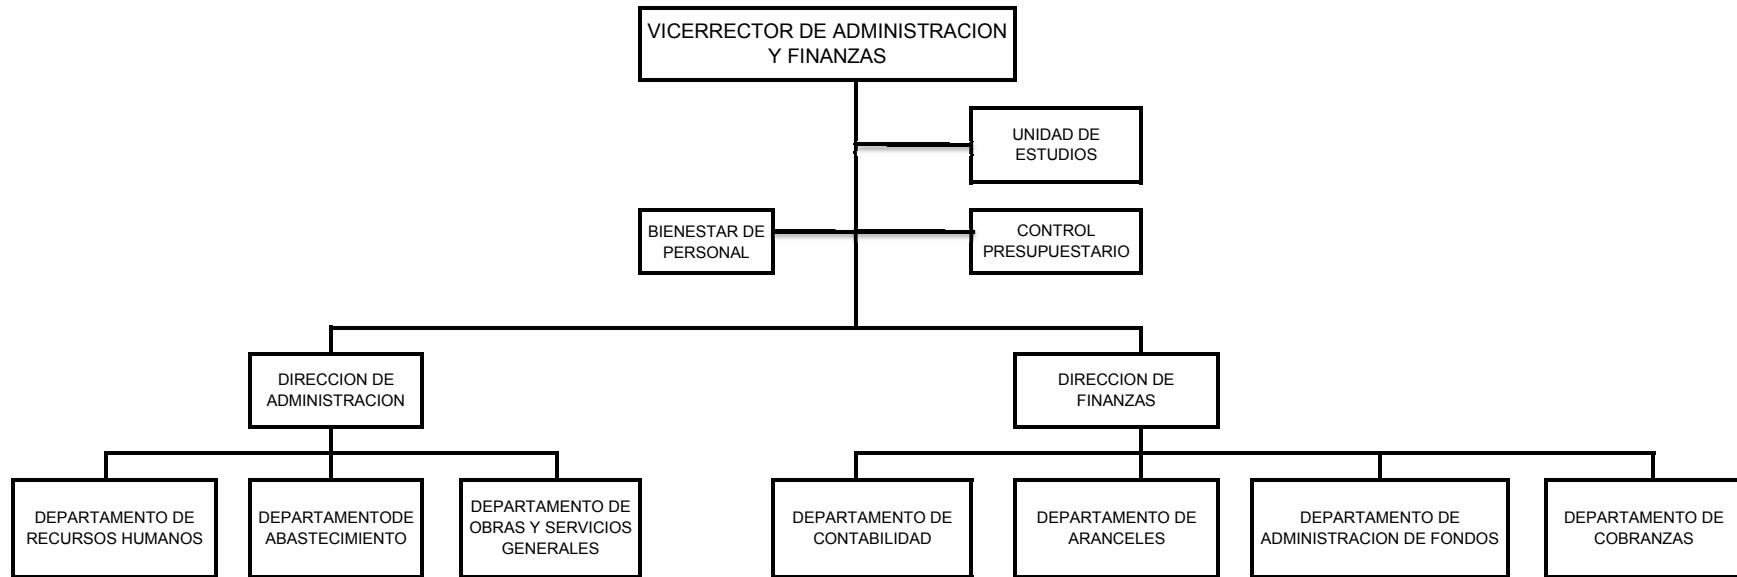 VICERRECTOR DE ADMINISTRACION
Y FINANZAS
UNIDAD DE
ESTUDIOS
BIENESTAR DE
PERSONAL
CONTROL
PRESUPUESTARIO
DIRECCION DE
ADMINISTRACION
DIRECCION DE
FINANZAS
DEPARTAMENTO DE
RECURSOS HUMANOS
DEPARTAMENTODE
ABASTECIMIENTO
DEPARTAMENTO DE
OBRAS Y SERVICIOS
GENERALES
DEPARTAMENTO DE
CONTABILIDAD
DEPARTAMENTO DE
ARANCELES
DEPARTAMENTO DE
ADMINISTRACION DE FONDOS
DEPARTAMENTO DE
COBRANZAS